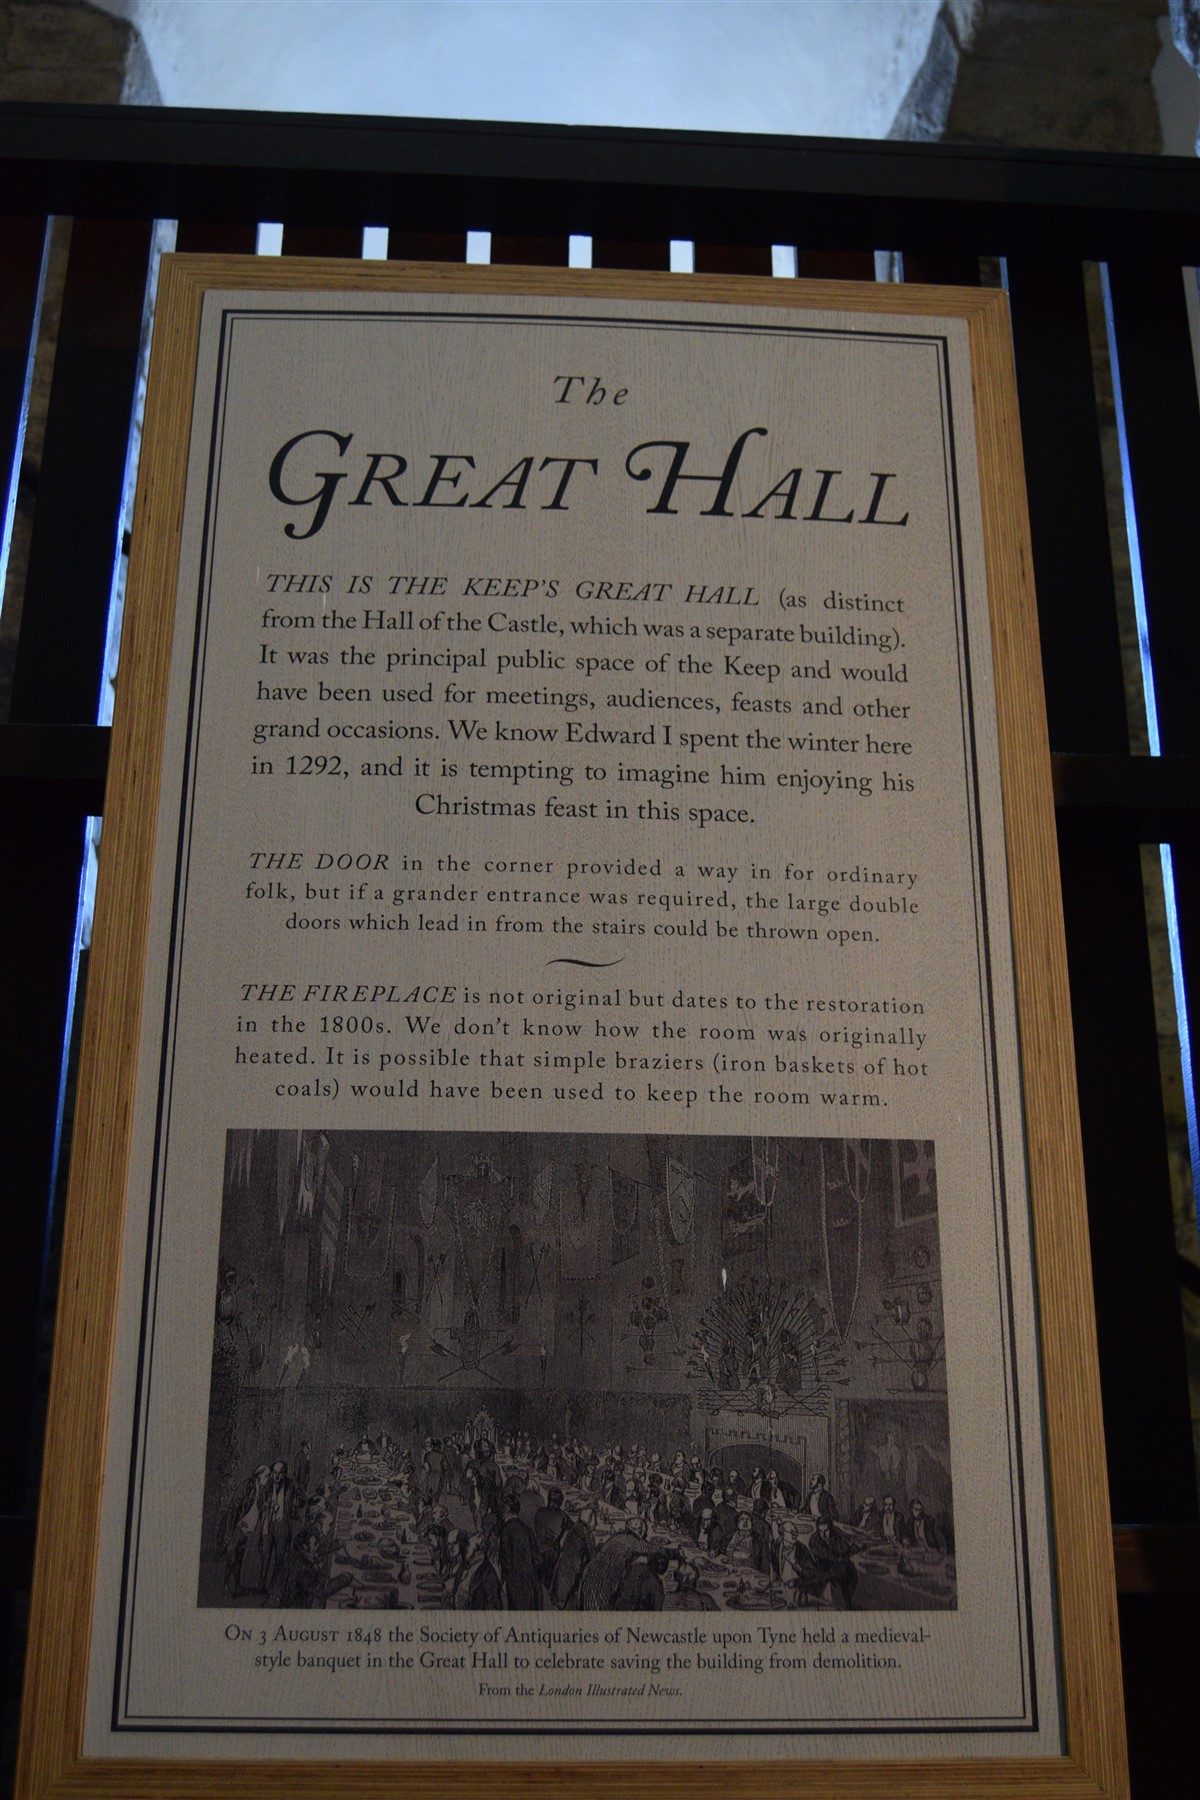 The
GREAT HALL
THIS IS THE KEEP'S GREAT HALL (as distinct
from the Hall of the Castle, which was a separate building).
It was the principal public space of the Keep and would
have been used for meetings, audiences, feasts and other
grand occasions. We know Edward I spent the winter here
in 1292, and it is tempting to imagine him enjoying his
Christmas feast in this space.
THE DOOR in the corner provided a way in for ordinary
folk, but if a grander entrance was required, the large double
doors which lead in from the stairs could be thrown open.
THE FIREPLACE is not original but dates to the restoration
in the 1800s. We don't know how the room was originally
heated. It is possible that simple braziers (iron baskets of hot
coals) would have been used to keep the room warm.
ON 3 AUGUST 1848 the Society of Antiquaries of Newcastle upon Tyne held a medieval-
style banquet in the Great Hall to celebrate saving the building from demolition.
From the London Illustrated News.